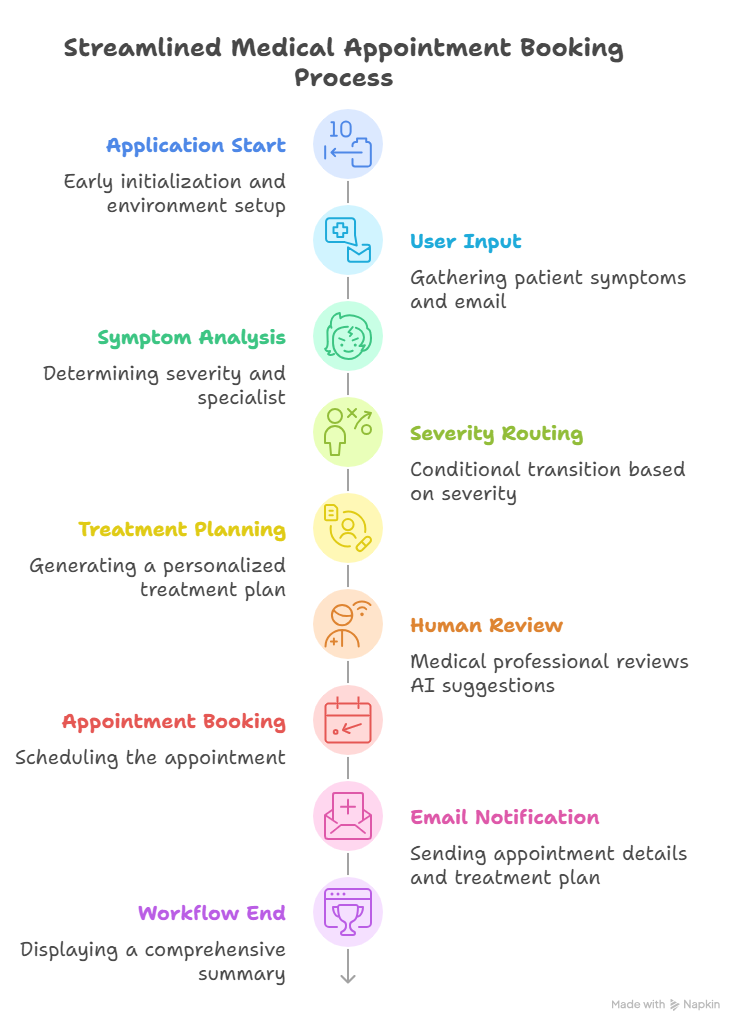 Streamlined Medical Appointment Booking
Process
10
Application Start
Early initialization and
environment setup
User Input
Gathering patient symptoms
and email
Symptom Analysis
Determining severity and
specialist
Severity Routing
Conditional transition based
on severity
Treatment Planning
Generating a personalized
treatment plan
Human Review
Medical professional reviews
AI suggestions
Appointment Booking
Scheduling the appointment
Email Notification
Sending appointment details
and treatment plan
Workflow End
Displaying a comprehensive
summary
Made with Napkin